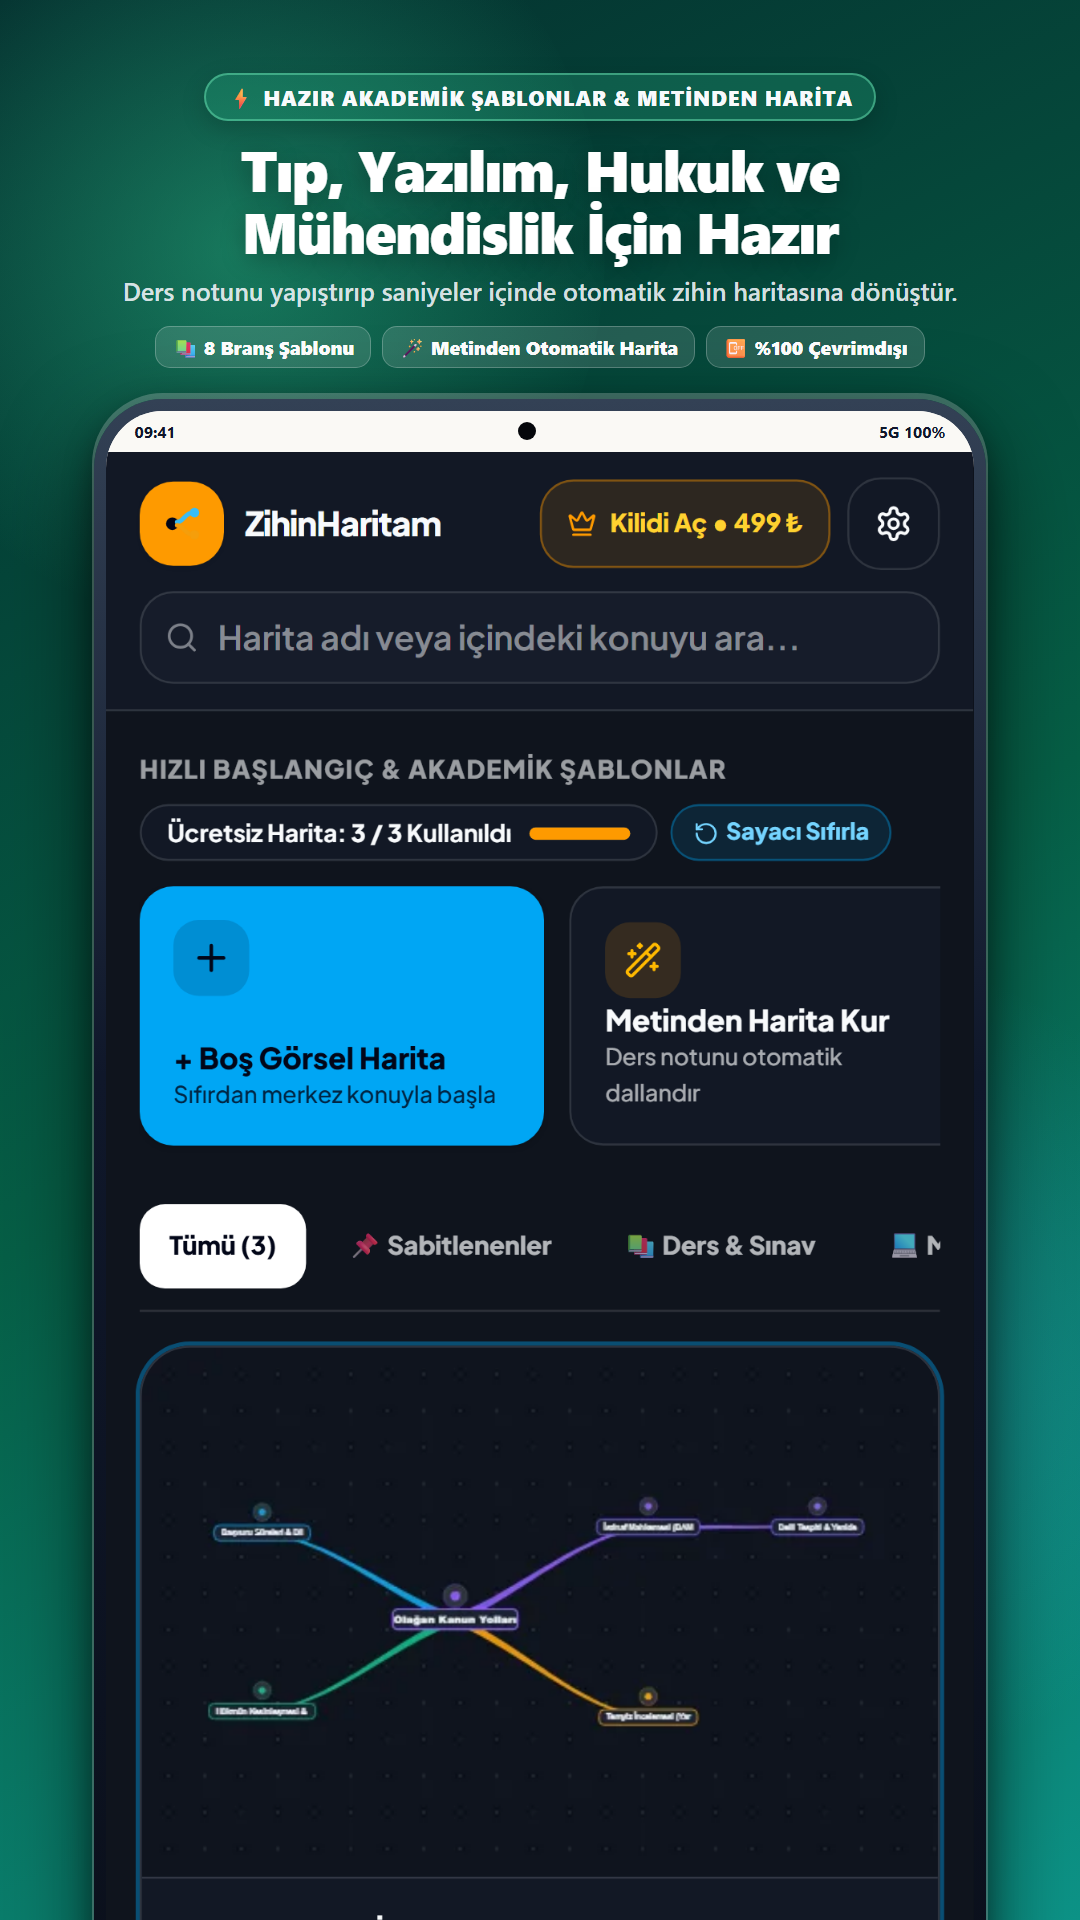 HAZIR AKADEMİK ŞABLONLAR & METİNDEN HARİTA
Tıp, Yazılım, Hukuk ve
Mühendislik İçin Hazır
Ders notunu yapıştırıp saniyeler içinde otomatik zihin haritasına dönüştür.
8 Branş Şablonu
Metinden Otomatik Harita
%100 Çevrimdışı
09:41
5G 100%
ZihinHaritam
Kilidi Aç • 499 ₺
Harita adı veya içindeki konuyu ara...
HIZLI BAŞLANGIÇ & AKADEMİK ŞABLONLAR
Ücretsiz Harita: 3 / 3 Kullanıldı
Sayacı Sıfırla
+ Boş Görsel Harita
Sıfırdan merkez konuyla başla
Metinden Harita Kur
Ders notunu otomatik
dallandır
Tümü (3)
Sabitlenenler
Ders & Sınav
Başvuru Süreleri & Dil
Olağan Kanun Yolları